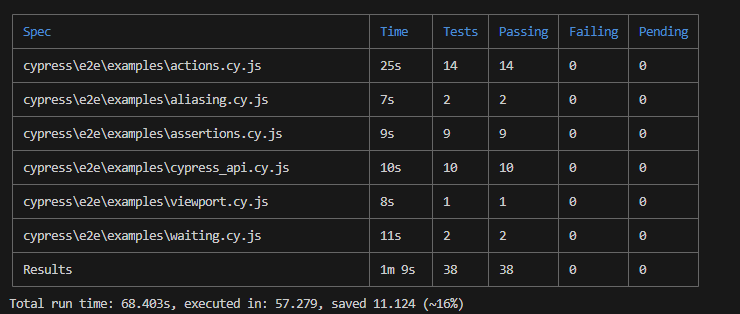 Spec Time Tests Passing Failing Pending
cypress\e2e\examples\actions.cy.js 25s 14 14 0 0
cypress\e2e\examples\aliasing.cy.js 7s 2 2 0 0
cypress\e2e\examples\assertions.cy.js 9s 9 9 0 0
cypress\e2e\examples\cypress_api.cy.js 10s 10 10 0 0
cypress\e2e\examples\viewport.cy.js 8s 1 1 0 0
cypress\e2e\examples\waiting.cy.js 11s 2 2 0 0
Results 1m 9s 38 38 0 0
Total run time: 68.403s, executed in: 57.279, saved 11.124 (~16%)